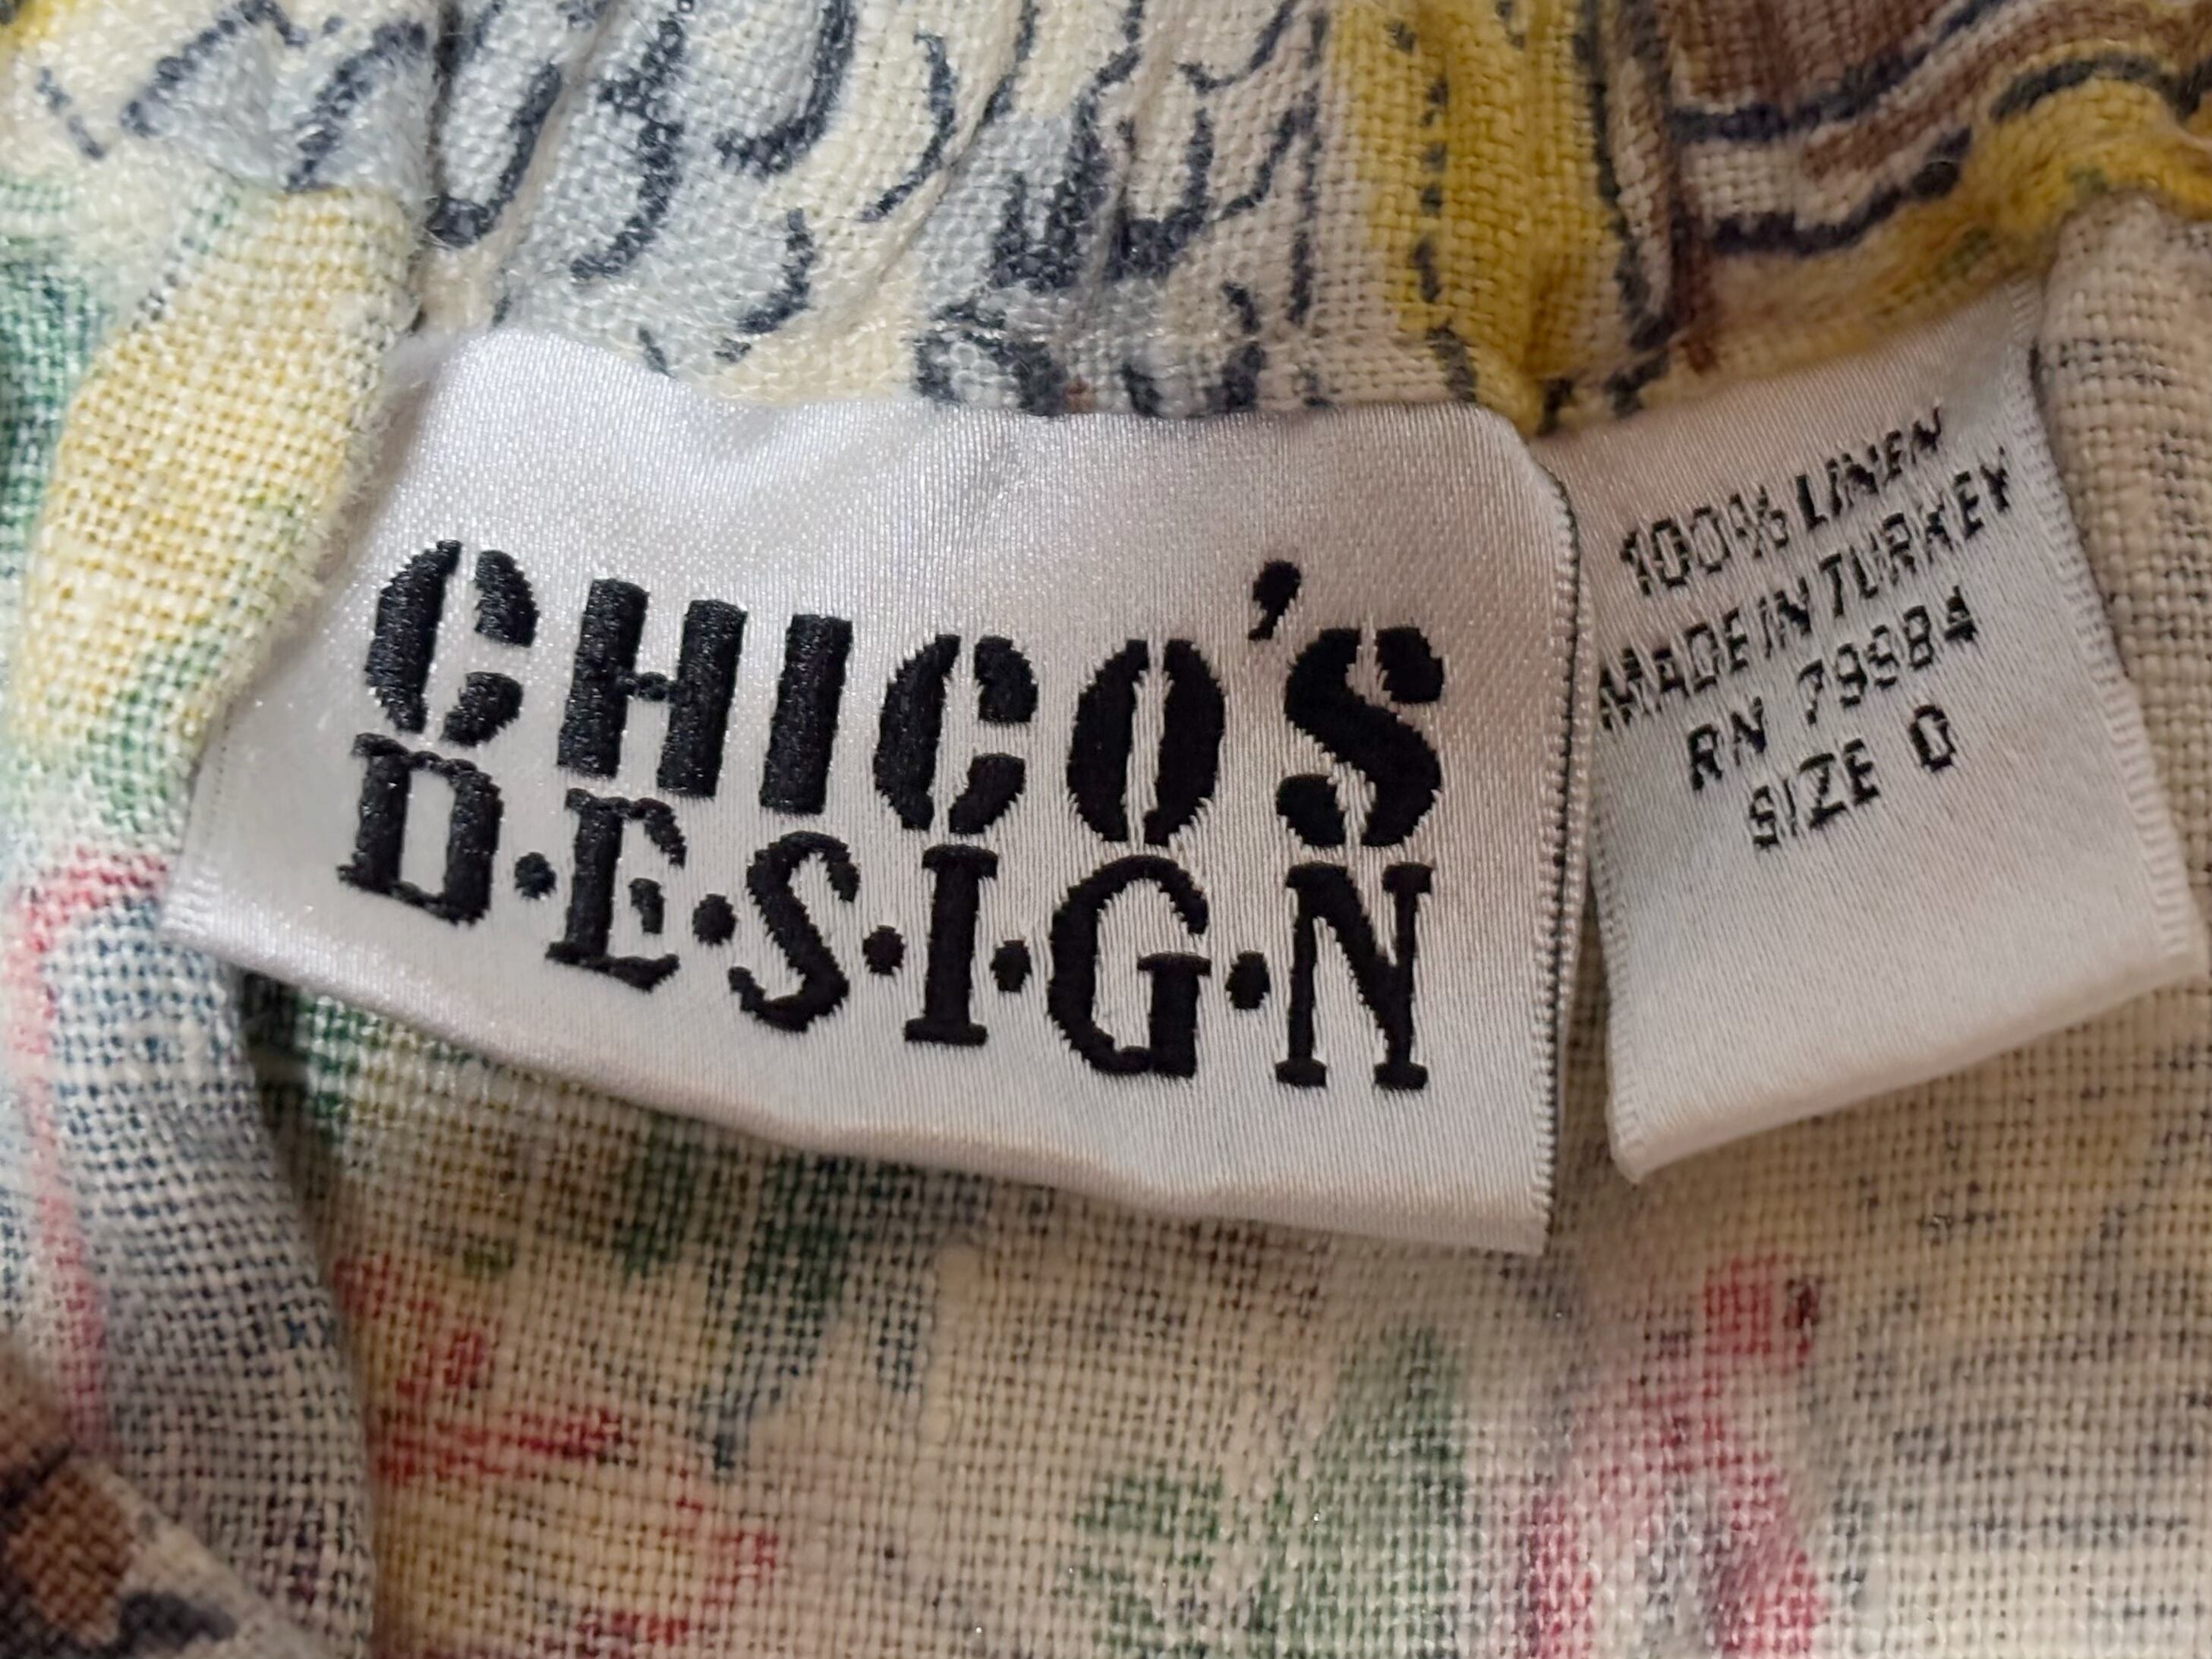 CHICO'S
D•E•S•I•G•N
100% LINEN
MADE IN TURKEY
RN 79984
SIZE 0